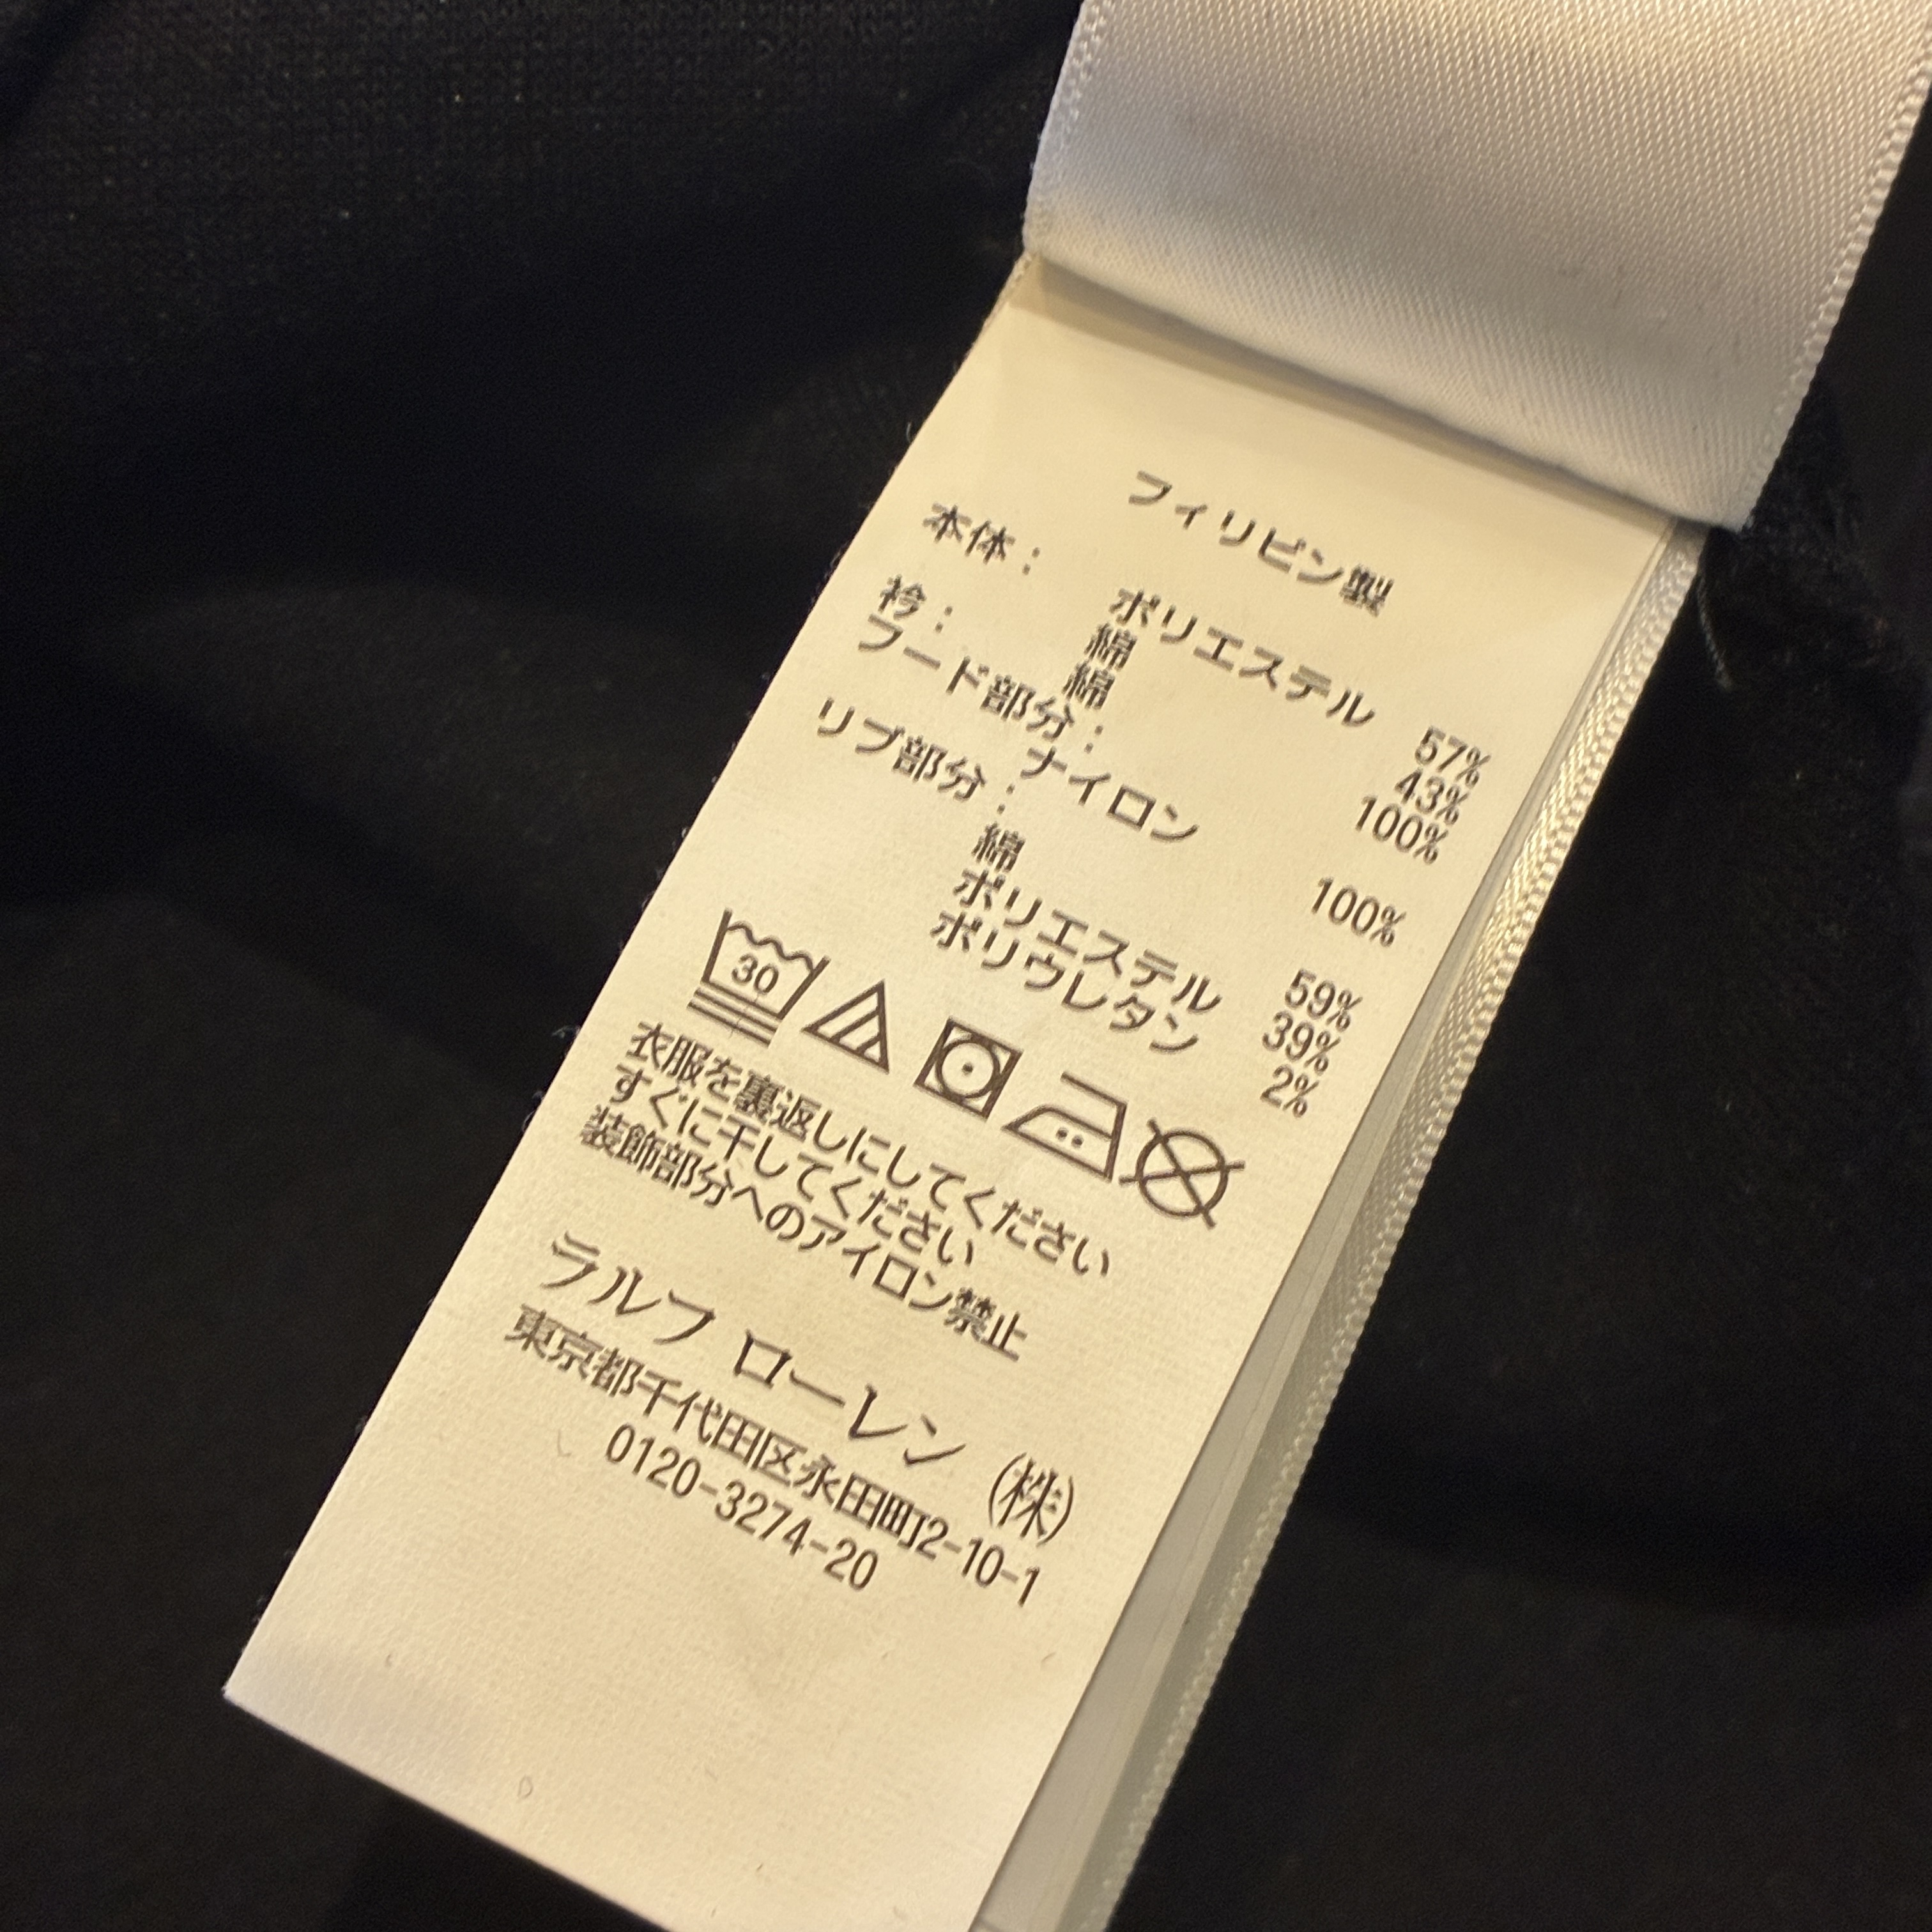 フィリピン製
本体：
ポリエステル 57%
綿 43%
衿： 綿 100%
フード部分：
ナイロン 100%
リブ部分：
綿 59%
ポリエステル 39%
ポリウレタン 2%
30
衣服を裏返しにしてください
すぐに干してください
装飾部分へのアイロン禁止
ラルフ ローレン (株)
東京都千代田区永田町2-10-1
0120-3274-20